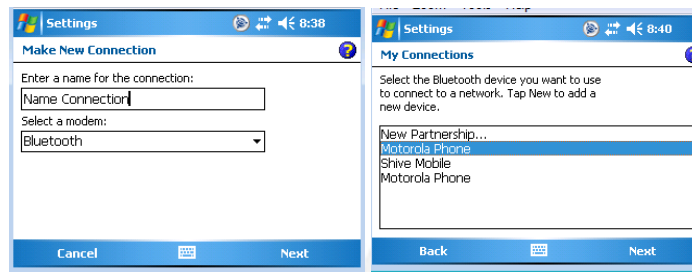 Settings 8:38
Make New Connection
Enter a name for the connection:
Name Connection
Select a modem:
Bluetooth
Cancel Next
Settings 8:40
My Connections
Select the Bluetooth device you want to use
to connect to a network. Tap New to add a
new device.
New Partnership...
Motorola Phone
Shive Mobile
Motorola Phone
Back Next